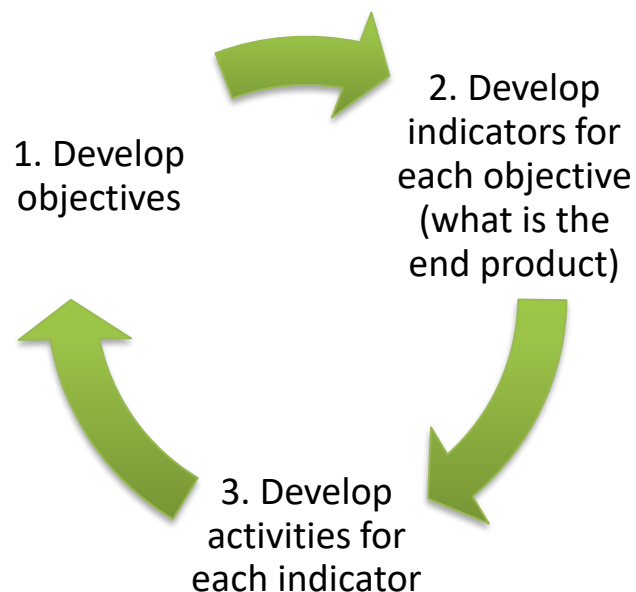 1. Develop
objectives
2. Develop
indicators for
each objective
(what is the
end product)
3. Develop
activities for
each indicator